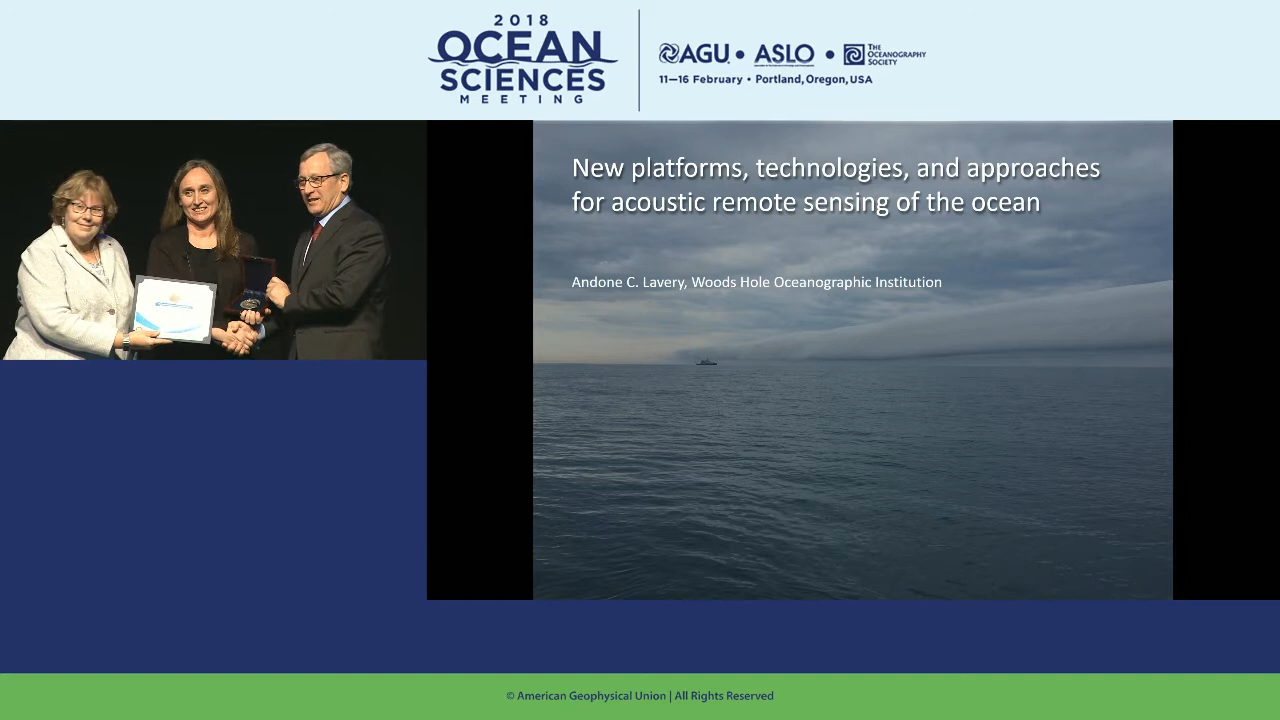 2018
OCEAN
SCIENCES
MEETING
AGU • ASLO • THE OCEANOGRAPHY SOCIETY
11—16 February • Portland, Oregon, USA
New platforms, technologies, and approaches
for acoustic remote sensing of the ocean
Andone C. Lavery, Woods Hole Oceanographic Institution
© American Geophysical Union | All Rights Reserved